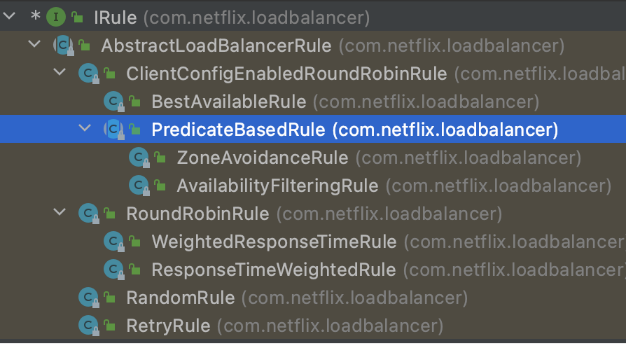 * I IRule (com.netflix.loadbalancer)
C AbstractLoadBalancerRule (com.netflix.loadbalancer)
C ClientConfigEnabledRoundRobinRule (com.netflix.loadbal
C BestAvailableRule (com.netflix.loadbalancer)
C PredicateBasedRule (com.netflix.loadbalancer)
C ZoneAvoidanceRule (com.netflix.loadbalancer)
C AvailabilityFilteringRule (com.netflix.loadbalancer)
C RoundRobinRule (com.netflix.loadbalancer)
C WeightedResponseTimeRule (com.netflix.loadbalancer)
C ResponseTimeWeightedRule (com.netflix.loadbalancer)
C RandomRule (com.netflix.loadbalancer)
C RetryRule (com.netflix.loadbalancer)